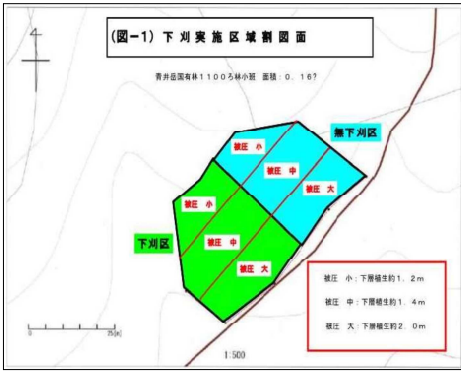 (図-1) 下刈実施区域割図面
青井岳国有林1100ろ林小班 面積:0.16?
無下刈区
被圧 小
被圧 中
被圧 大
被圧 小
被圧 中
被圧 大
下刈区
被圧 小:下層植生約1.2m
被圧 中:下層植生約1.4m
被圧 大:下層植生約2.0m
1:500